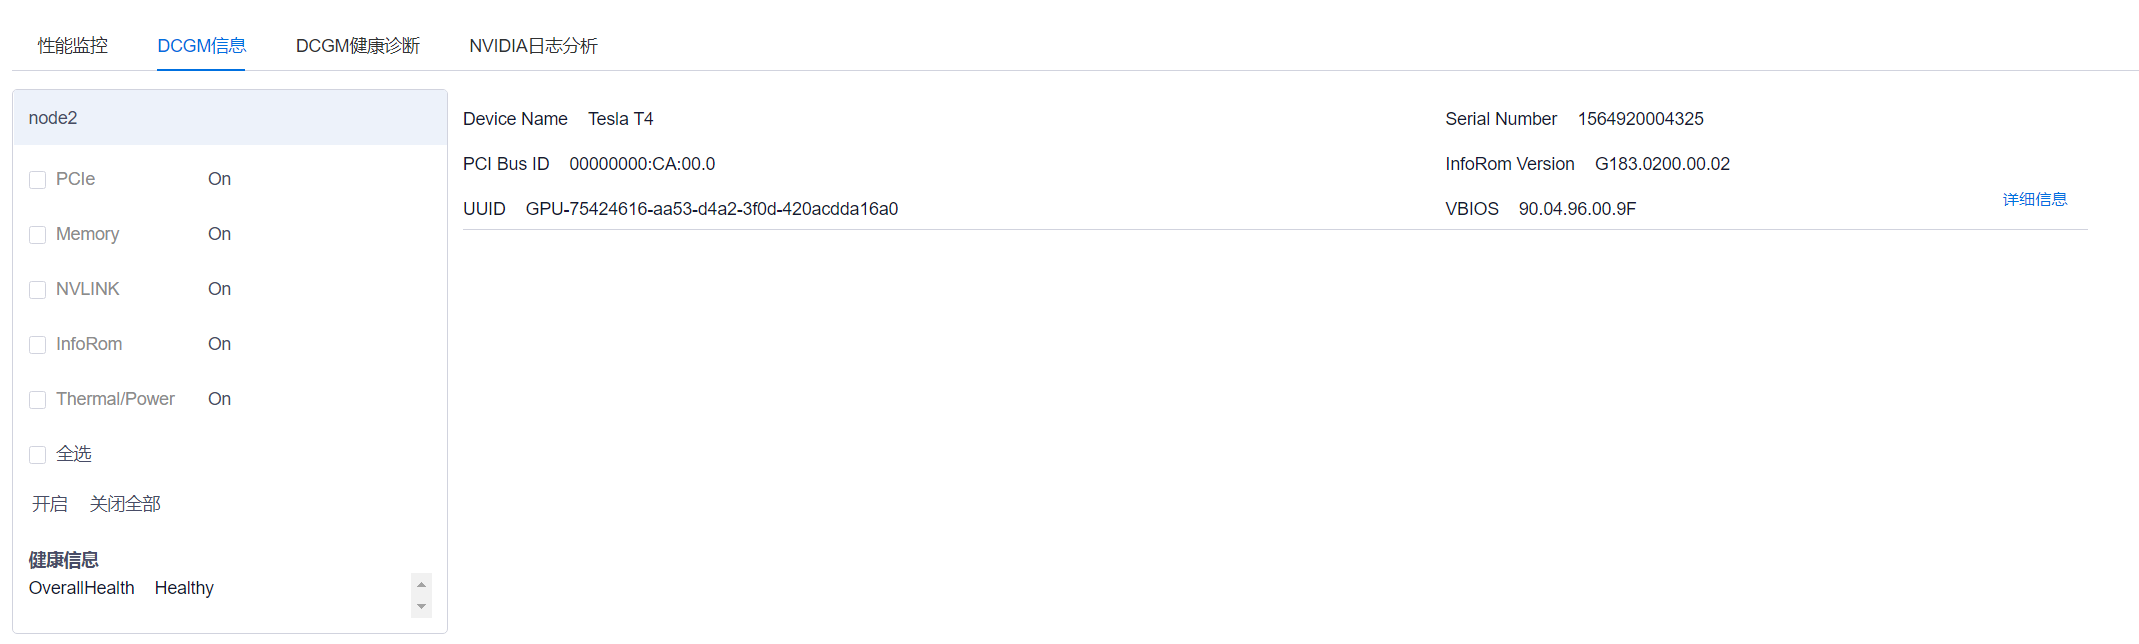 性能监控 DCGM信息 DCGM健康诊断 NVIDIA日志分析
node2
PCIe On
Memory On
NVLINK On
InfoRom On
Thermal/Power On
全选
开启 关闭全部
健康信息
OverallHealth Healthy
Device Name Tesla T4 Serial Number 1564920004325
PCI Bus ID 00000000:CA:00.0 InfoRom Version G183.0200.00.02
UUID GPU-75424616-aa53-d4a2-3f0d-420acdda16a0 VBIOS 90.04.96.00.9F 详细信息